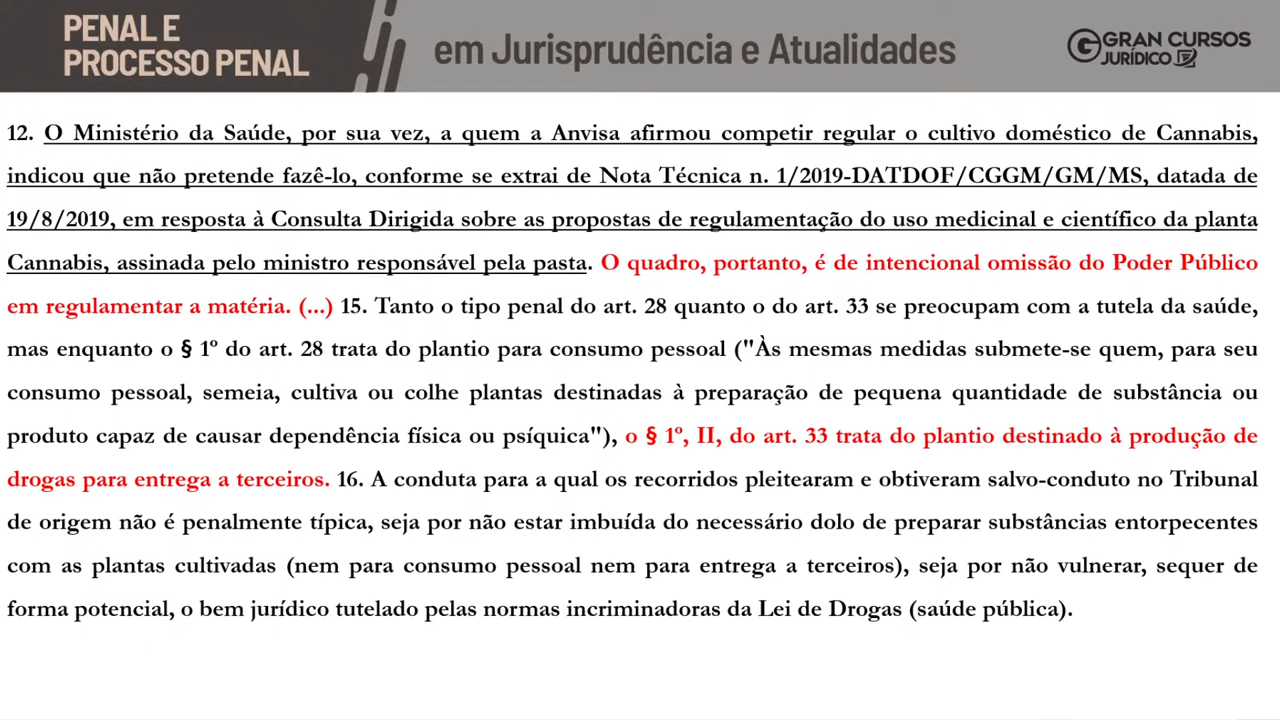 PENAL E
PROCESSO PENAL
em Jurisprudência e Atualidades
GRAN CURSOS
JURÍDICO
12. O Ministério da Saúde, por sua vez, a quem a Anvisa afirmou competir regular o cultivo doméstico de Cannabis,
indicou que não pretende fazê-lo, conforme se extrai de Nota Técnica n. 1/2019-DATDOF/CGGM/GM/MS, datada de
19/8/2019, em resposta à Consulta Dirigida sobre as propostas de regulamentação do uso medicinal e científico da planta
Cannabis, assinada pelo ministro responsável pela pasta. O quadro, portanto, é de intencional omissão do Poder Público
em regulamentar a matéria. (...) 15. Tanto o tipo penal do art. 28 quanto o do art. 33 se preocupam com a tutela da saúde,
mas enquanto o § 1º do art. 28 trata do plantio para consumo pessoal ("Às mesmas medidas submete-se quem, para seu
consumo pessoal, semeia, cultiva ou colhe plantas destinadas à preparação de pequena quantidade de substância ou
produto capaz de causar dependência física ou psíquica"), o § 1º, II, do art. 33 trata do plantio destinado à produção de
drogas para entrega a terceiros. 16. A conduta para a qual os recorridos pleitearam e obtiveram salvo-conduto no Tribunal
de origem não é penalmente típica, seja por não estar imbuída do necessário dolo de preparar substâncias entorpecentes
com as plantas cultivadas (nem para consumo pessoal nem para entrega a terceiros), seja por não vulnerar, sequer de
forma potencial, o bem jurídico tutelado pelas normas incriminadoras da Lei de Drogas (saúde pública).